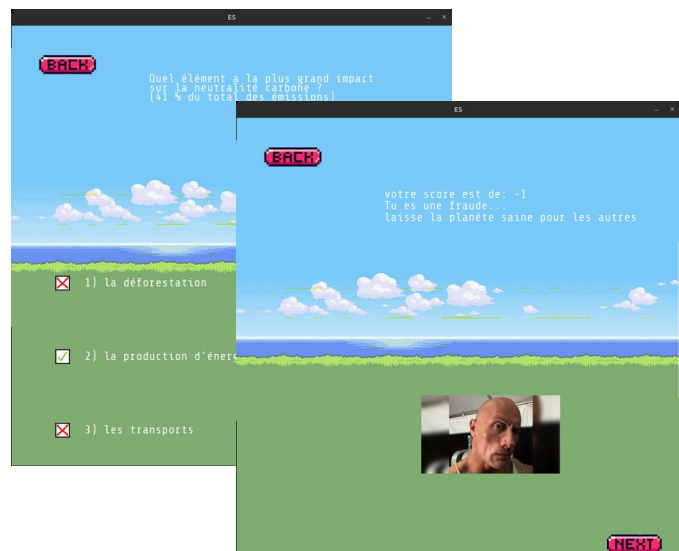 ES
BACK
Quel élément a la plus grand impact
sur la neutralité carbone ?
(41 % du total des émissions)
1) la déforestation
2) la production d'énerg
3) les transports
ES
BACK
votre score est de: -1
Tu es une fraude...
laisse la planète saine pour les autres
NEXT